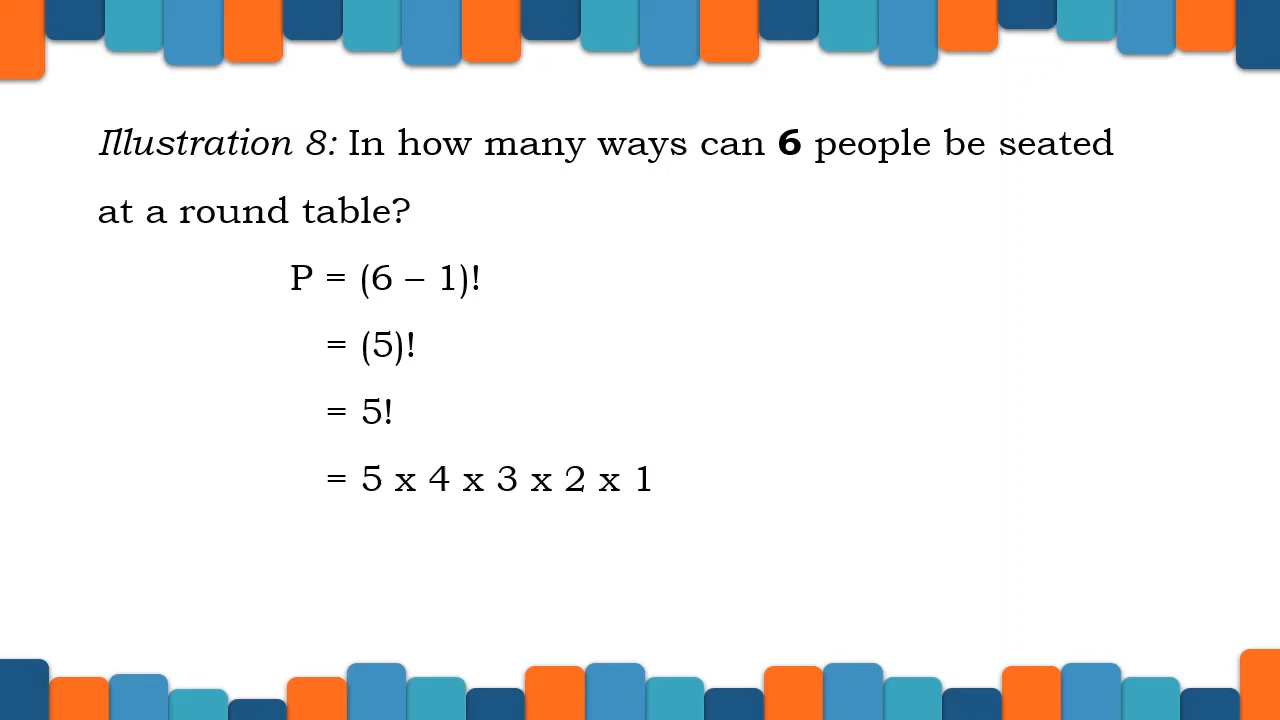 Illustration 8: In how many ways can 6 people be seated
at a round table?
P = (6 – 1)!
= (5)!
= 5!
= 5 x 4 x 3 x 2 x 1